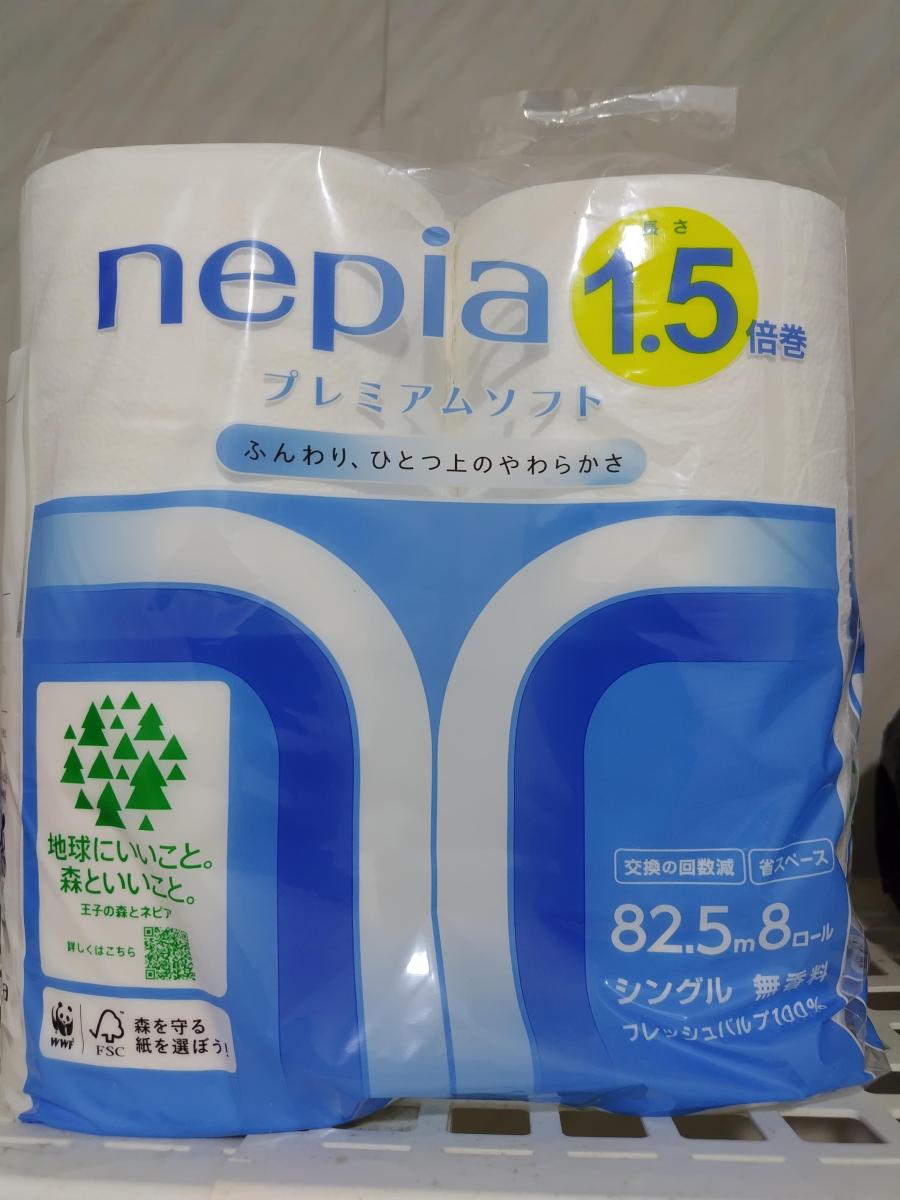 nepia
長さ
1.5
倍巻
プレミアムソフト
ふんわり、ひとつ上のやわらかさ
地球にいいこと。
森といいこと。
王子の森とネピア
詳しくはこちら
WWF
FSC
森を守る
紙を選ぼう!
交換の回数減
省スペース
82.5m8ロール
シングル 無香料
フレッシュパルプ100%